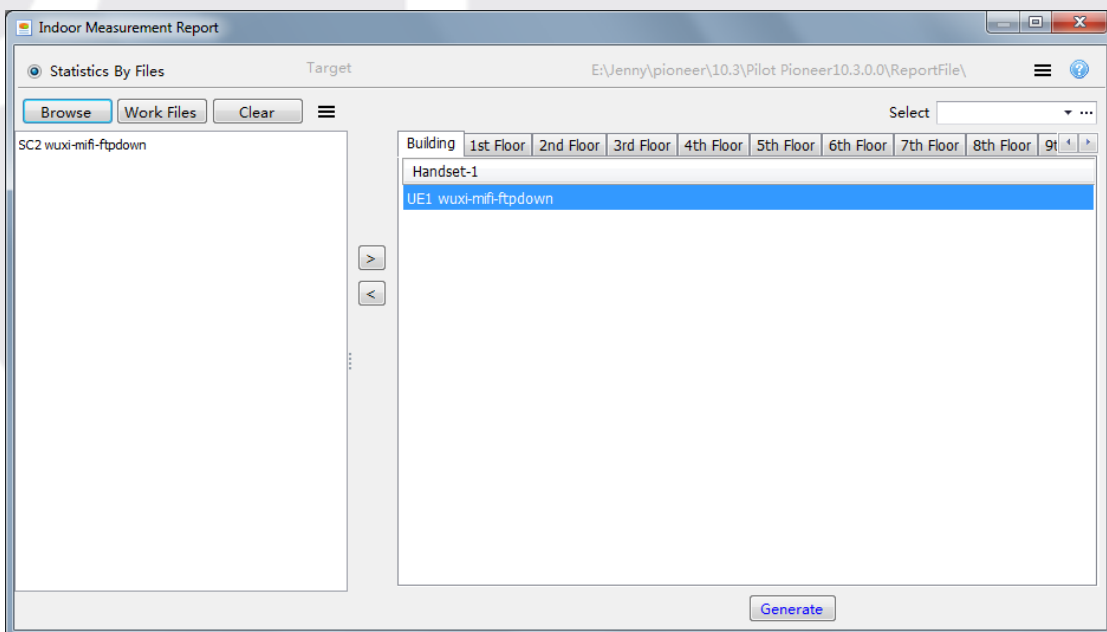 Indoor Measurement Report
Statistics By Files Target E:\Jenny\pioneer\10.3\Pilot Pioneer10.3.0.0\ReportFile\
Browse Work Files Clear Select
SC2 wuxi-mifi-ftpdown
Building 1st Floor 2nd Floor 3rd Floor 4th Floor 5th Floor 6th Floor 7th Floor 8th Floor 9t
Handset-1
UE1 wuxi-mifi-ftpdown
>
<
Generate